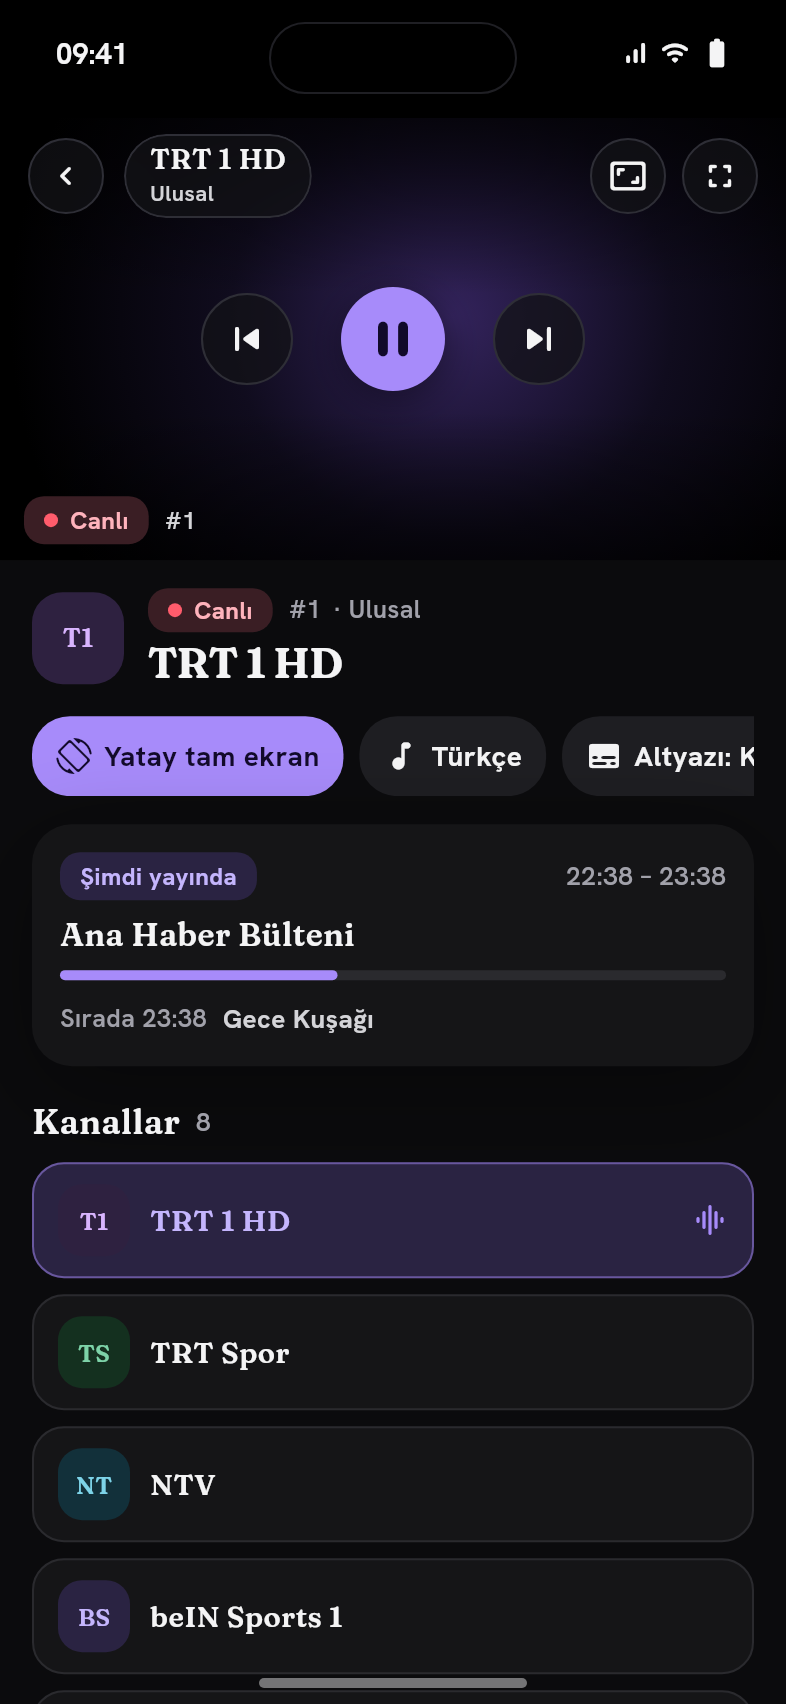 09:41
TRT 1 HD
Ulusal
Canlı #1
T1
Canlı #1 · Ulusal
TRT 1 HD
Yatay tam ekran
Türkçe
Altyazı: K
Şimdi yayında
22:38 – 23:38
Ana Haber Bülteni
Sırada 23:38 Gece Kuşağı
Kanallar 8
T1 TRT 1 HD
TS TRT Spor
NT NTV
BS beIN Sports 1